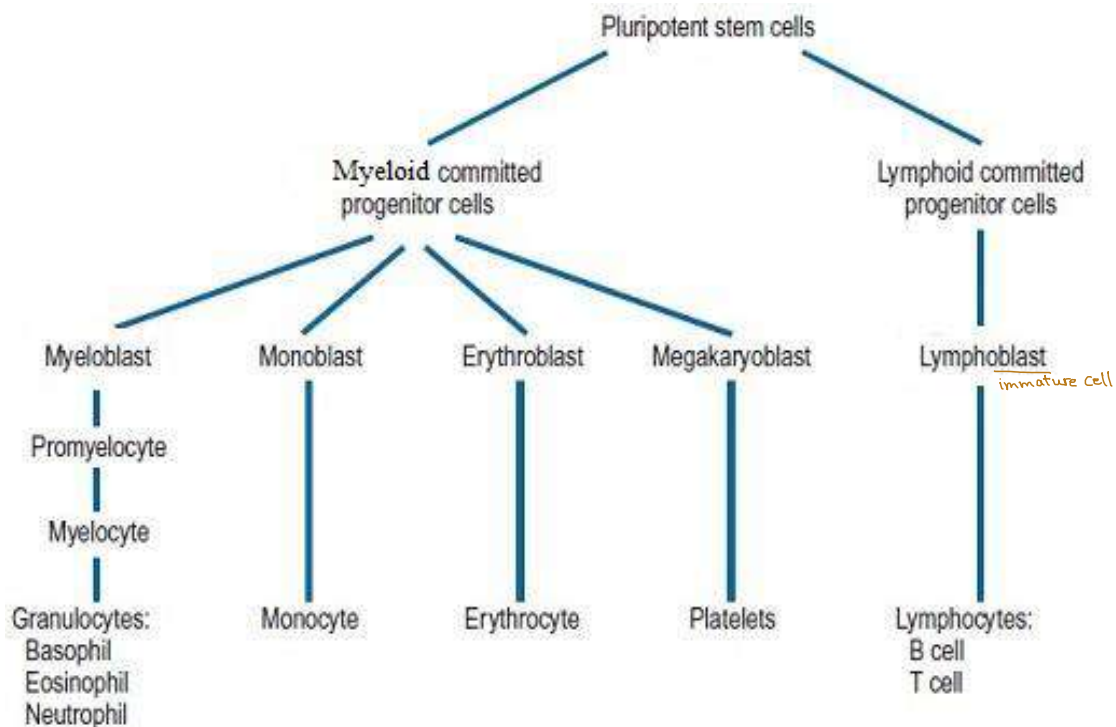 Pluripotent stem cells
Myeloid committed
progenitor cells
Lymphoid committed
progenitor cells
Myeloblast
Monoblast
Erythroblast
Megakaryoblast
Lymphoblast
immature cell
Promyelocyte
Myelocyte
Granulocytes:
Basophil
Eosinophil
Neutrophil
Monocyte
Erythrocyte
Platelets
Lymphocytes:
B cell
T cell